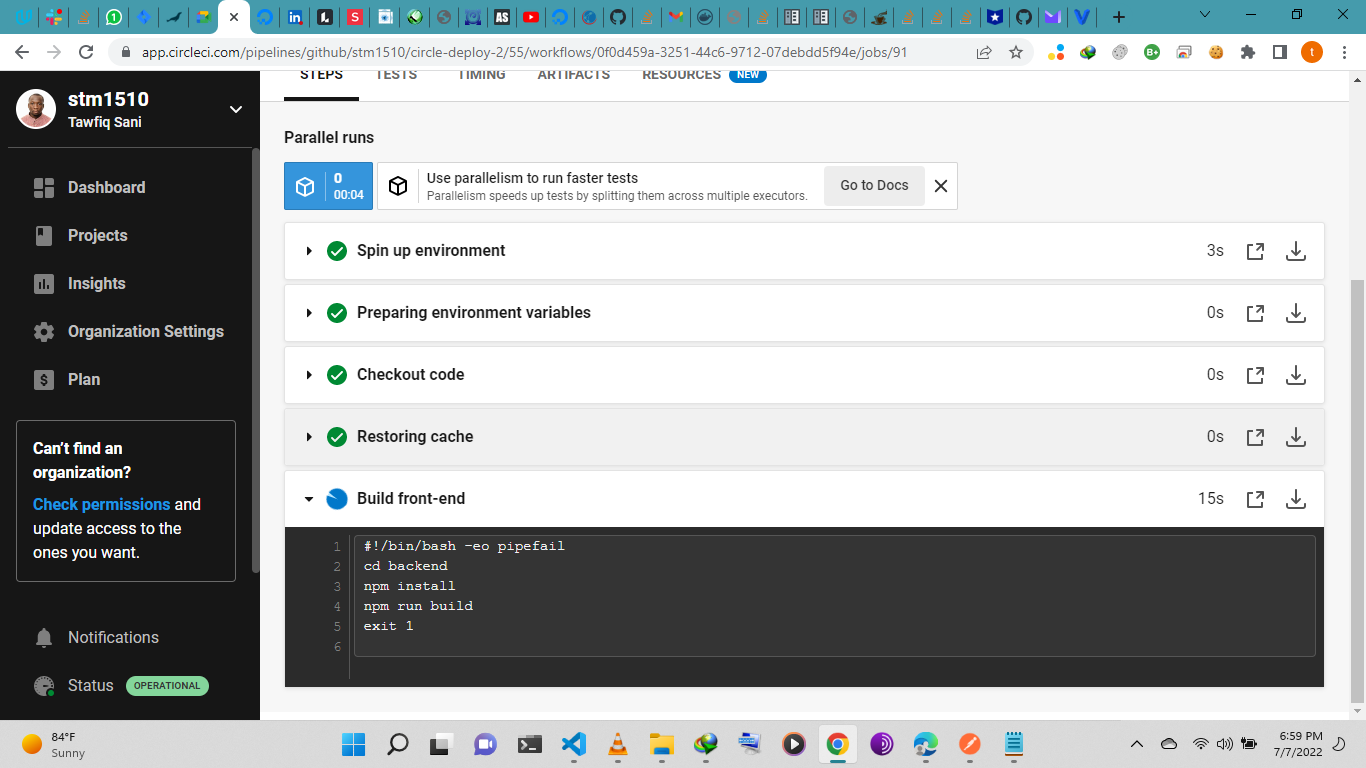 app.circleci.com/pipelines/github/stm1510/circle-deploy-2/55/workflows/0f0d459a-3251-44c6-9712-07debdd5f94e/jobs/91
stm1510
Tawfiq Sani
Dashboard
Projects
Insights
Organization Settings
Plan
Can't find an
organization?
Check permissions and
update access to the
ones you want.
Notifications
Status OPERATIONAL
STEPS TESTS TIMING ARTIFACTS RESOURCES NEW
Parallel runs
0
00:04
Use parallelism to run faster tests
Parallelism speeds up tests by splitting them across multiple executors.
Go to Docs
Spin up environment 3s
Preparing environment variables 0s
Checkout code 0s
Restoring cache 0s
Build front-end 15s
1 #!/bin/bash -eo pipefail
2 cd backend
3 npm install
4 npm run build
5 exit 1
6
84°F
Sunny
6:59 PM
7/7/2022